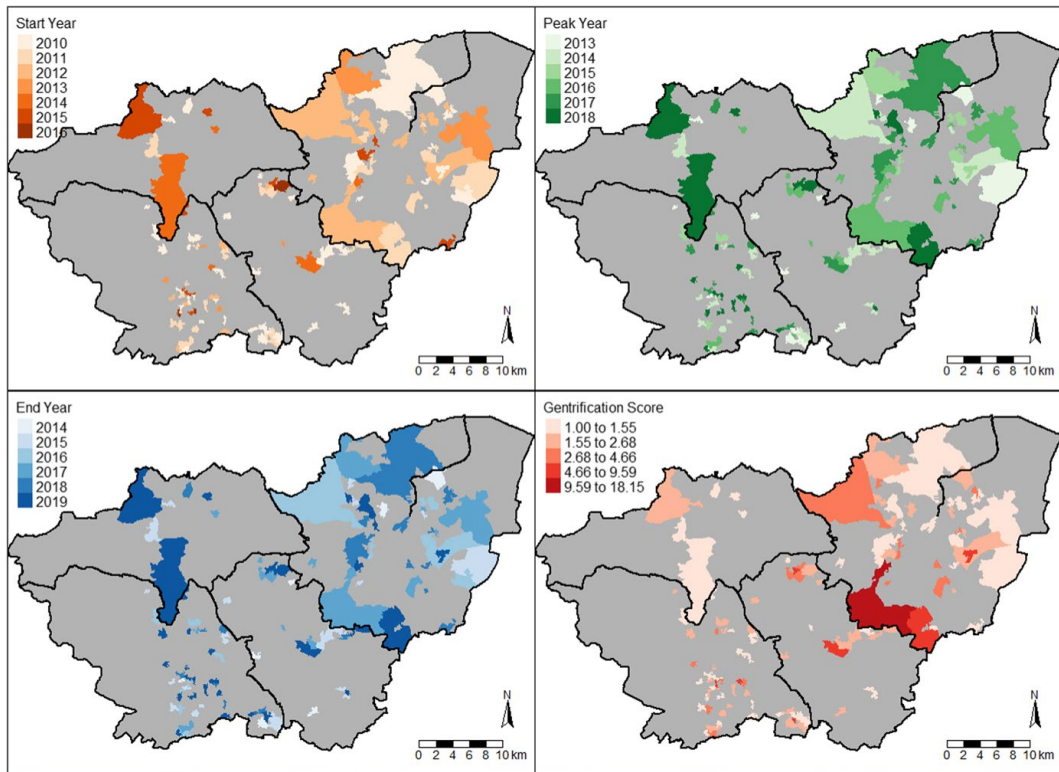 Start Year
2010
2011
2012
2013
2014
2015
2016
N
0 2 4 6 8 10 km
Peak Year
2013
2014
2015
2016
2017
2018
N
0 2 4 6 8 10 km
End Year
2014
2015
2016
2017
2018
2019
N
0 2 4 6 8 10 km
Gentrification Score
1.00 to 1.55
1.55 to 2.68
2.68 to 4.66
4.66 to 9.59
9.59 to 18.15
N
0 2 4 6 8 10 km